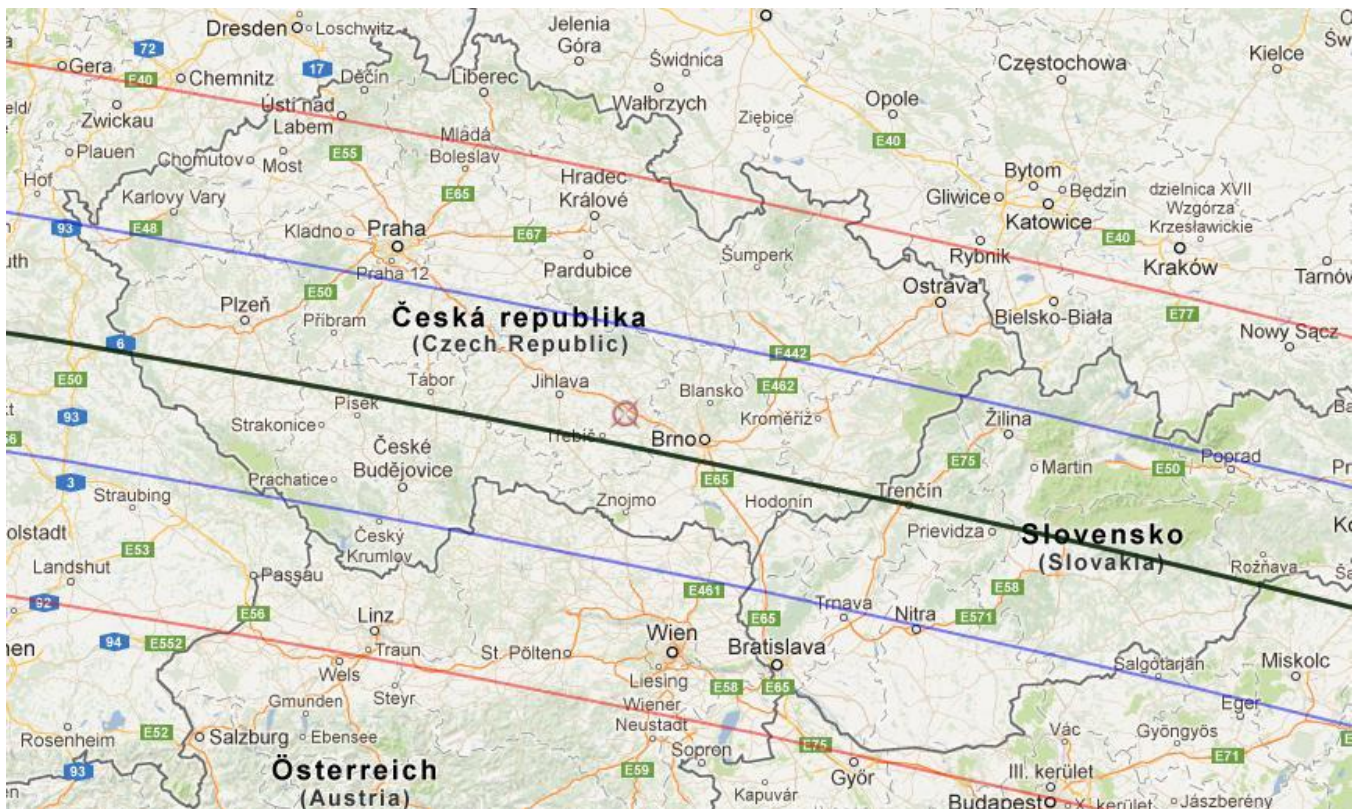 Dresden
Loschwitz
Jelenia
Góra
Kielce
72
Gera
E40
Chemnitz
17
Děčín
Liberec
Świdnica
Wałbrzych
Częstochowa
Opole
Ústí nad
Labem
Zwickau
Ziębice
E40
Plauen
Chomutov
Most
E55
Mladá
Boleslav
E65
Hradec
Králové
Bytom
Będzin
Gliwice
Katowice
dzielnica XVII
Wzgórza
Krzesławickie
Hof
Karlovy Vary
93
E48
Kladno
Praha
E67
Praha 12
Pardubice
Šumperk
Rybnik
E40
Kraków
Tarnów
Plzeň
E50
Příbram
Česká republika
(Czech Republic)
Ostrava
Bielsko-Biała
E77
Nowy Sącz
6
E50
Tábor
Jihlava
E442
Blansko
E462
93
Písek
Strakonice
Třebíč
Brno
Kroměříž
Žilina
České
Budějovice
3
Prachatice
Straubing
E65
E75
Martin
E50
Poprad
Trenčín
Znojmo
Hodonín
Prievidza
Slovensko
(Slovakia)
Rožňava
Český
Krumlov
E53
Landshut
Passau
92
E56
E461
E65
Trnava
Nitra
E571
Linz
94
E552
Traun
Wels
St. Pölten
Wien
Bratislava
Salgótarján
Miskolc
Steyr
Liesing
E58
E65
Gmunden
Wiener
Neustadt
Eger
Rosenheim
E52
Salzburg
Ebensee
E75
Vác
Gyöngyös
Sopron
E71
93
Österreich
(Austria)
E59
Győr
Kapuvár
III. kerület
Budapest
X. kerület
Jászberény